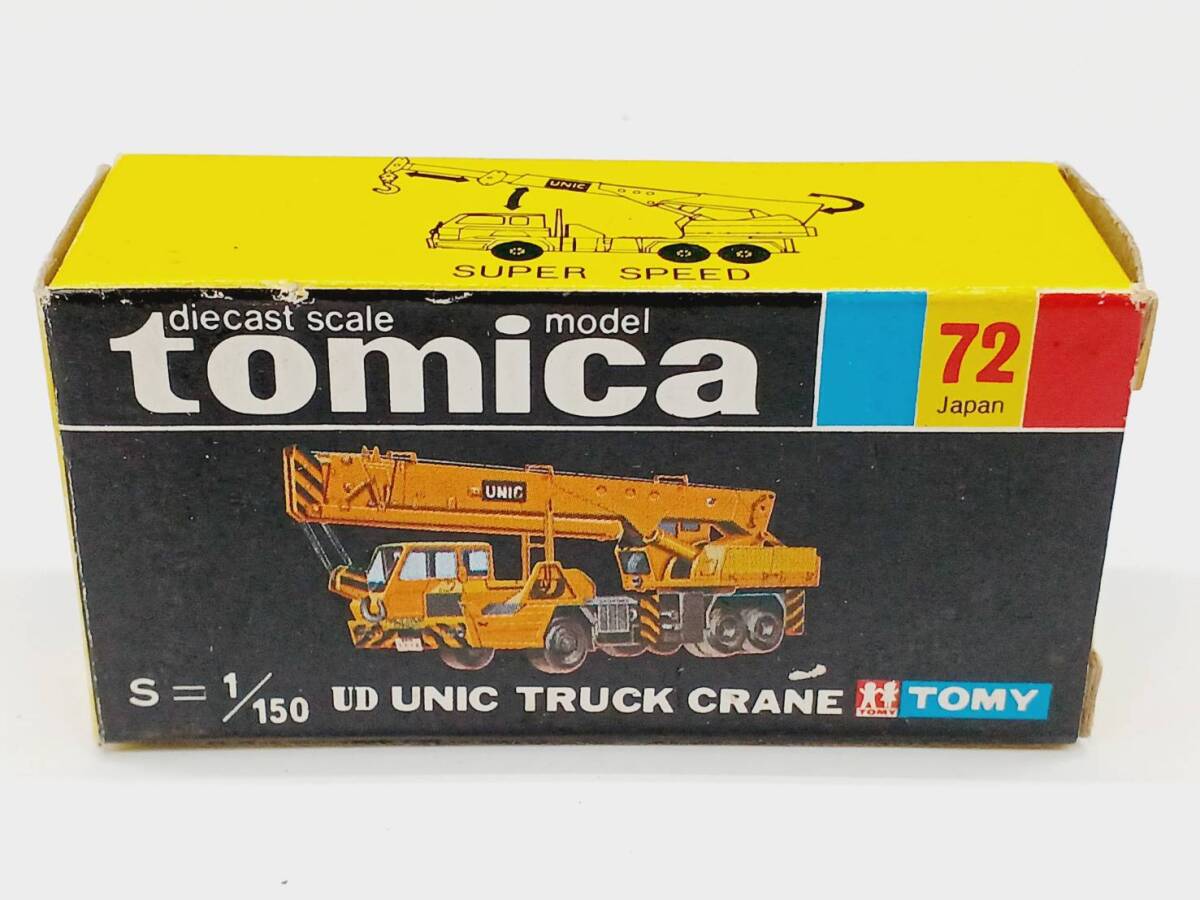 UNIC
SUPER SPEED
diecast scale model
tomica
72
Japan
UNIC
S = 1/150 UD UNIC TRUCK CRANE TOMY TOMY